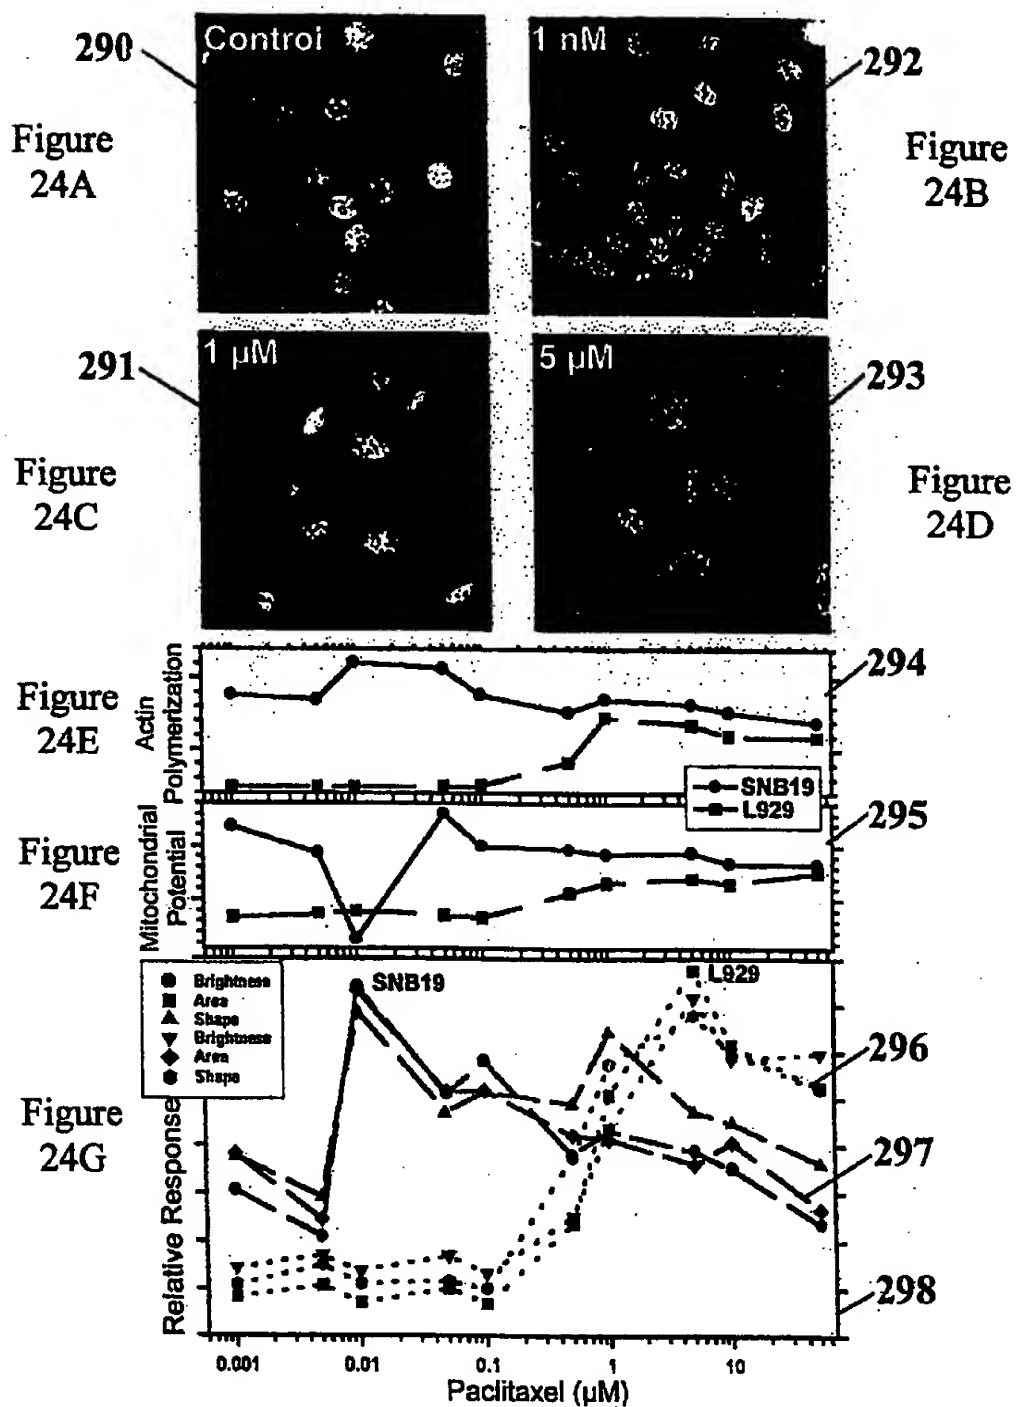 290
Control
1 nM
292
Figure
24A
Figure
24B
291
1 µM
5 µM
293
Figure
24C
Figure
24D
Figure
24E
Actin
Polymerization
294
SNB19
L929
Figure
24F
Mitochondrial
Potential
295
Brightness
Area
Shape
Brightness
Area
Shape
SNB19
L929
296
Figure
24G
297
Relative Response
298
0.001
0.01
0.1
1
10
Paclitaxel (µM)